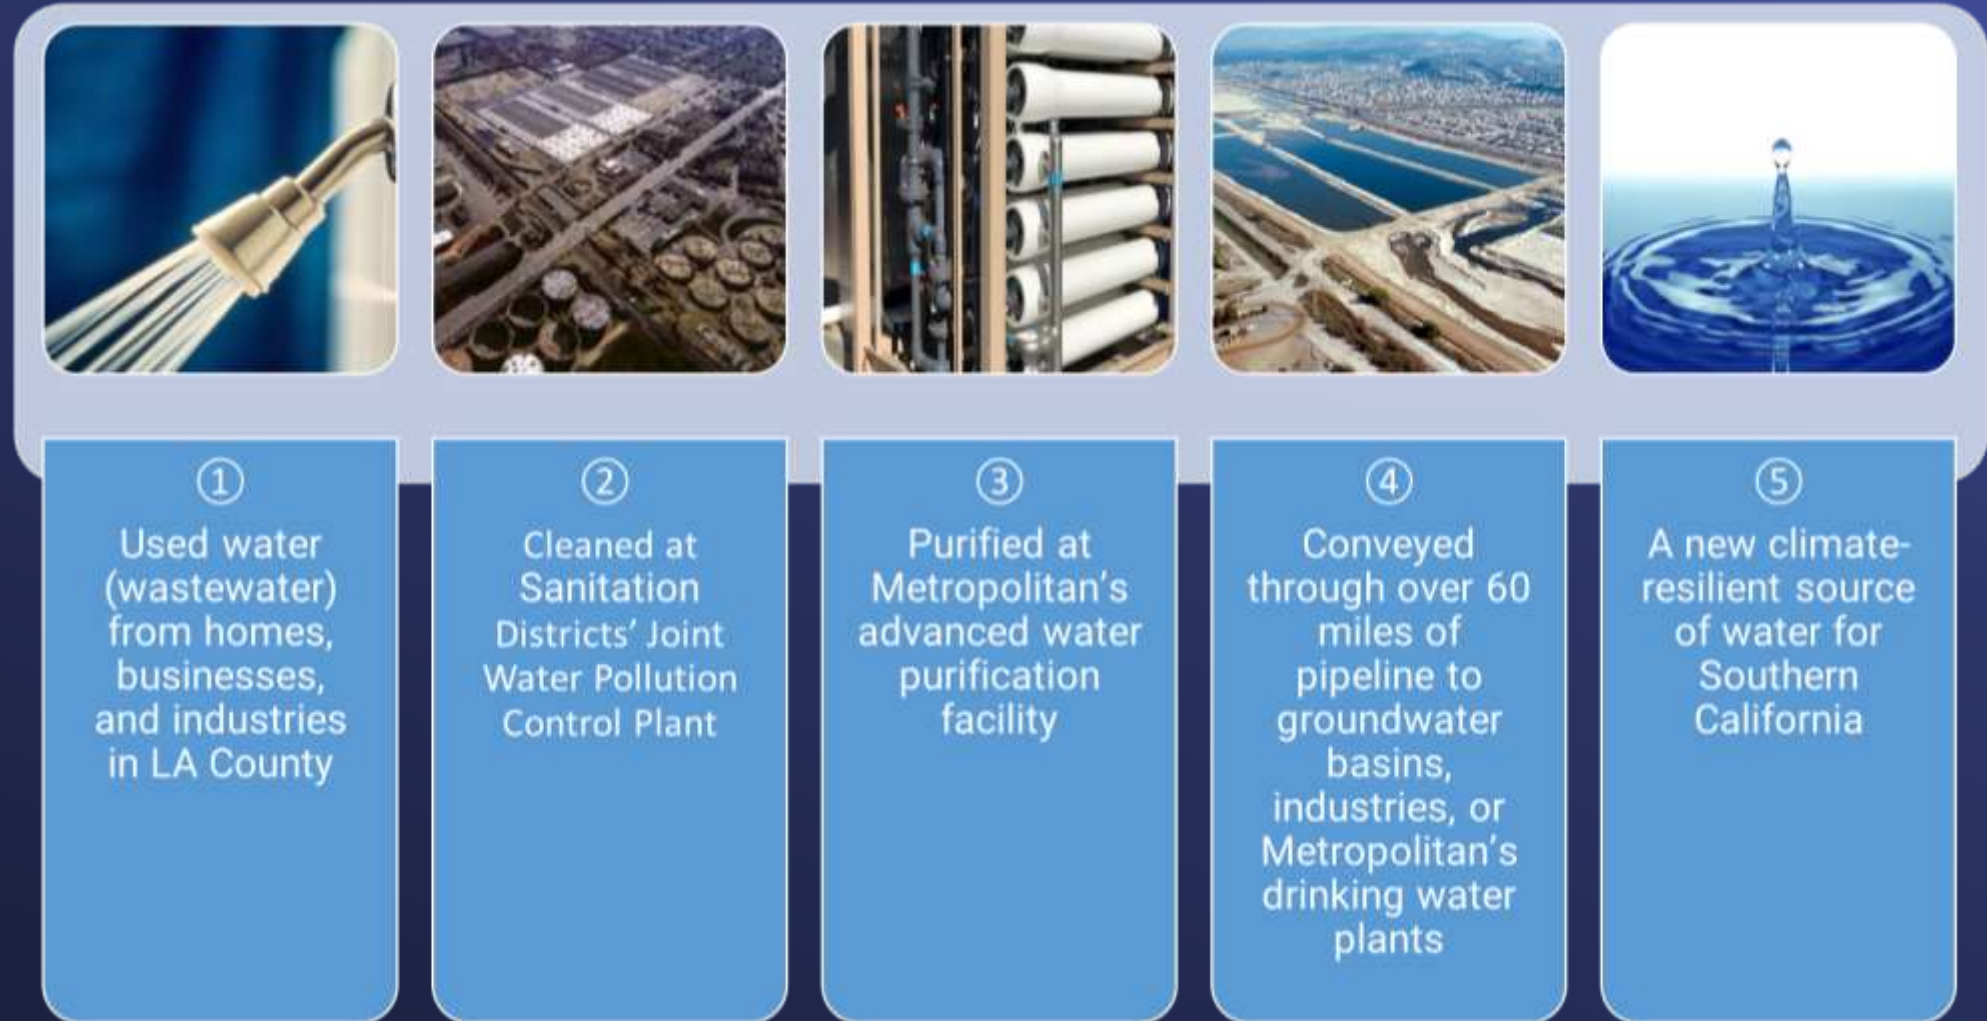 ①
Used water
(wastewater)
from homes,
businesses,
and industries
in LA County
②
Cleaned at
Sanitation
Districts’ Joint
Water Pollution
Control Plant
③
Purified at
Metropolitan’s
advanced water
purification
facility
④
Conveyed
through over 60
miles of
pipeline to
groundwater
basins,
industries, or
Metropolitan’s
drinking water
plants
⑤
A new climate-
resilient source
of water for
Southern
California